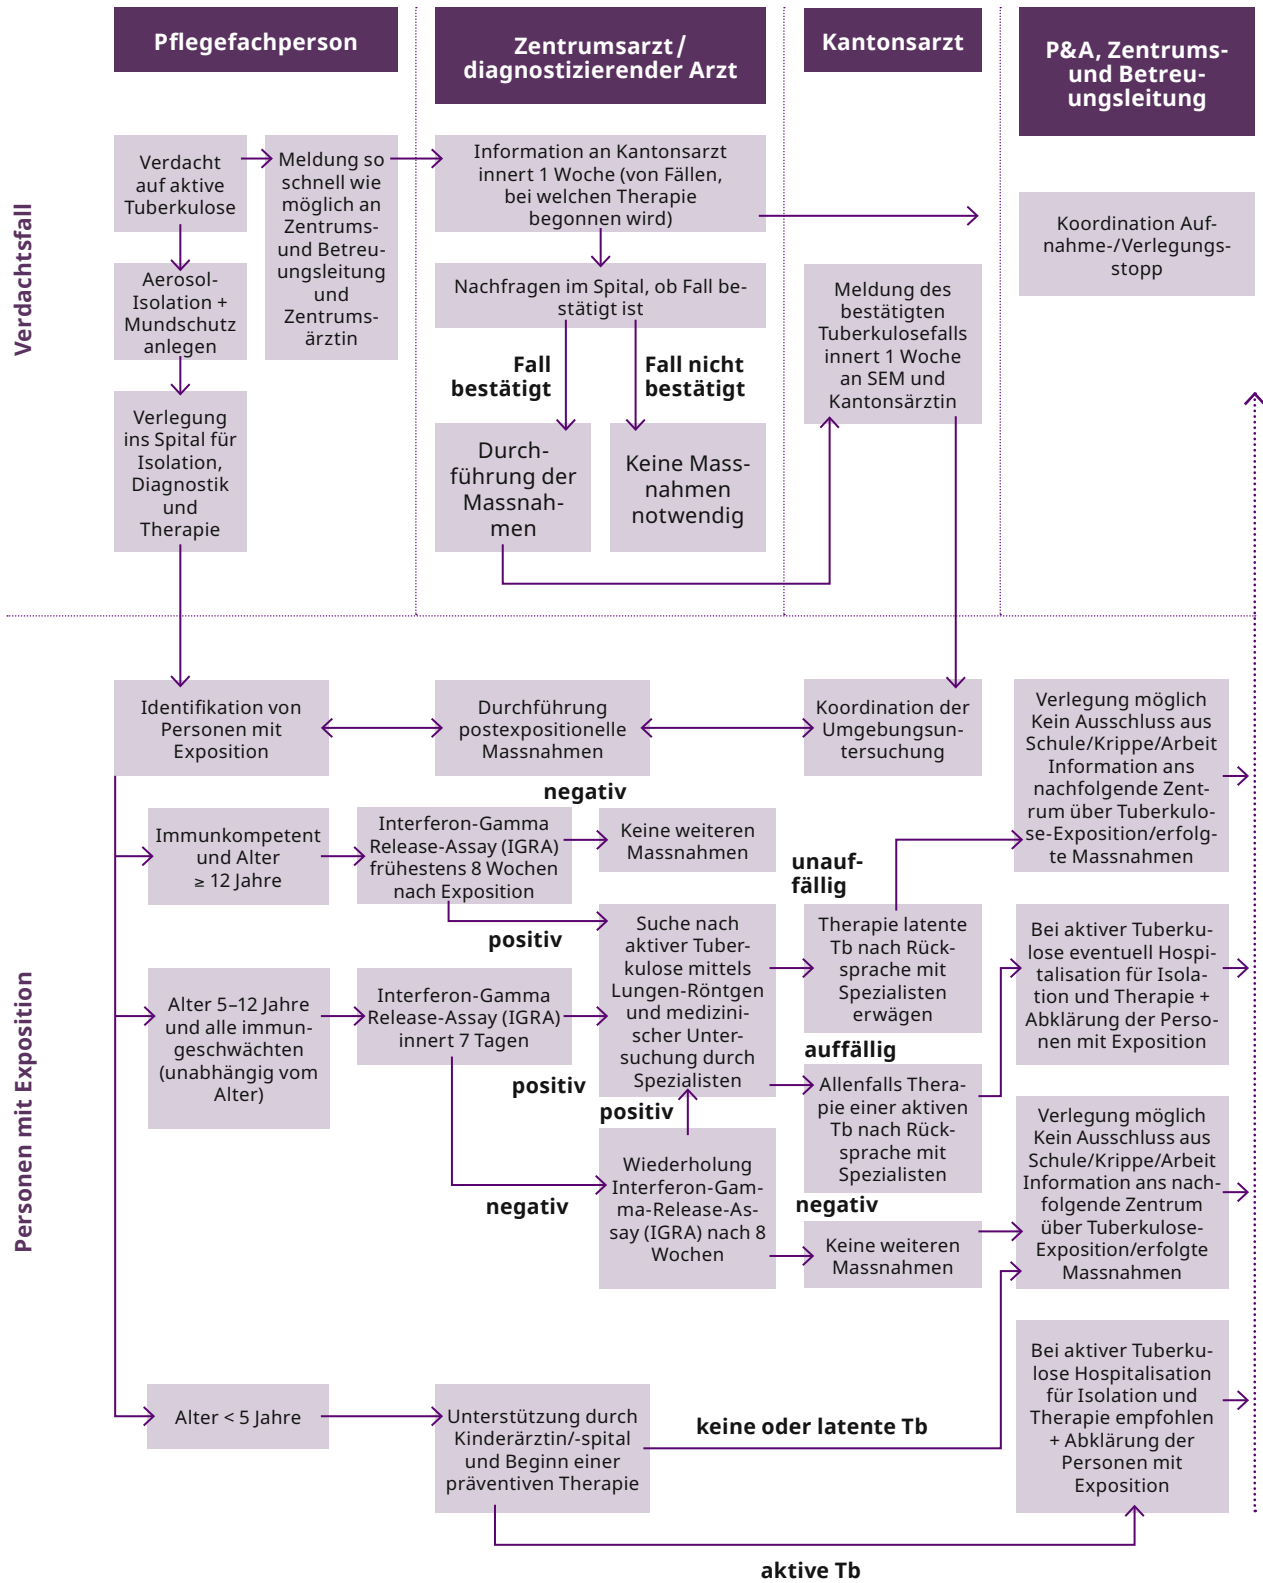 Pflegefachperson
Zentrumsarzt /
diagnostizierender Arzt
Kantonsarzt
P&A, Zentrums-
und Betreu-
ungsleitung
Verdachtsfall
Verdacht
auf aktive
Tuberkulose
Meldung so
schnell wie
möglich an
Zentrums-
und Betreu-
ungsleitung
und
Zentrums-
ärztin
Information an Kantonsarzt
innert 1 Woche (von Fällen,
bei welchen Therapie
begonnen wird)
Koordination Auf-
nahme-/Verlegungs-
stopp
Aerosol-
Isolation +
Mundschutz
anlegen
Nachfragen im Spital, ob Fall be-
stätigt ist
Meldung des
bestätigten
Tuberkulosefalls
innert 1 Woche
an SEM und
Kantonsärztin
Fall
bestätigt
Fall nicht
bestätigt
Verlegung
ins Spital für
Isolation,
Diagnostik
und
Therapie
Durch-
führung der
Massnah-
men
Keine Mass-
nahmen
notwendig
Personen mit Exposition
Identifikation von
Personen mit
Exposition
Durchführung
postexpositionelle
Massnahmen
Koordination der
Umgebungsun-
tersuchung
Verlegung möglich
Kein Ausschluss aus
Schule/Krippe/Arbeit
Information ans
nachfolgende Zent-
rum über Tuberkulo-
se-Exposition/erfolg-
te Massnahmen
Immunkompetent
und Alter
≥ 12 Jahre
Interferon-Gamma
Release-Assay (IGRA)
frühestens 8 Wochen
nach Exposition
negativ
Keine weiteren
Massnahmen
positiv
unauf-
fällig
Alter 5–12 Jahre
und alle immun-
geschwächten
(unabhängig vom
Alter)
Interferon-Gamma
Release-Assay (IGRA)
innert 7 Tagen
positiv
Suche nach
aktiver Tuber-
kulose mittels
Lungen-Röntgen
und medizini-
scher Unter-
suchung durch
Spezialisten
Therapie latente
Tb nach Rück-
sprache mit
Spezialisten
erwägen
Bei aktiver Tuberku-
lose eventuell Hospi-
talisation für Isola-
tion und Therapie +
Abklärung der Perso-
nen mit Exposition
auffällig
Allenfalls Thera-
pie einer aktiven
Tb nach Rück-
sprache mit
Spezialisten
positiv
negativ
Wiederholung
Interferon-Gam-
ma-Release-As-
say (IGRA) nach 8
Wochen
negativ
Keine weiteren
Massnahmen
Verlegung möglich
Kein Ausschluss aus
Schule/Krippe/Arbeit
Information ans nach-
folgende Zentrum
über Tuberkulose-
Exposition/erfolgte
Massnahmen
Alter < 5 Jahre
Unterstützung durch
Kinderärztin/-spital
und Beginn einer
präventiven Therapie
keine oder latente Tb
Bei aktiver Tuberku-
lose Hospitalisation
für Isolation und
Therapie empfohlen
+ Abklärung der
Personen mit
Exposition
aktive Tb